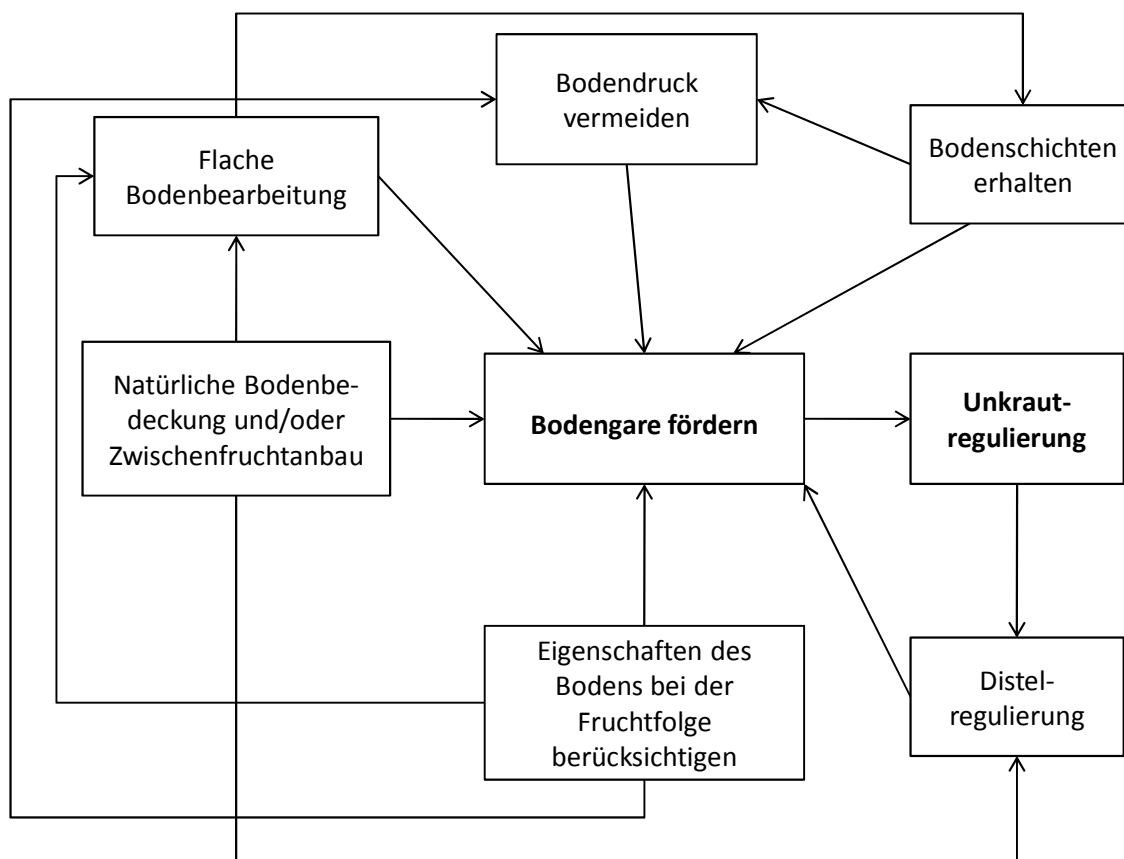 Bodendruck
vermeiden
Flache
Bodenbearbeitung
Bodenschichten
erhalten
Natürliche Bodenbe-
deckung und/oder
Zwischenfruchtanbau
Bodengare fördern
Unkraut-
regulierung
Eigenschaften des
Bodens bei der
Fruchtfolge
berücksichtigen
Distel-
regulierung